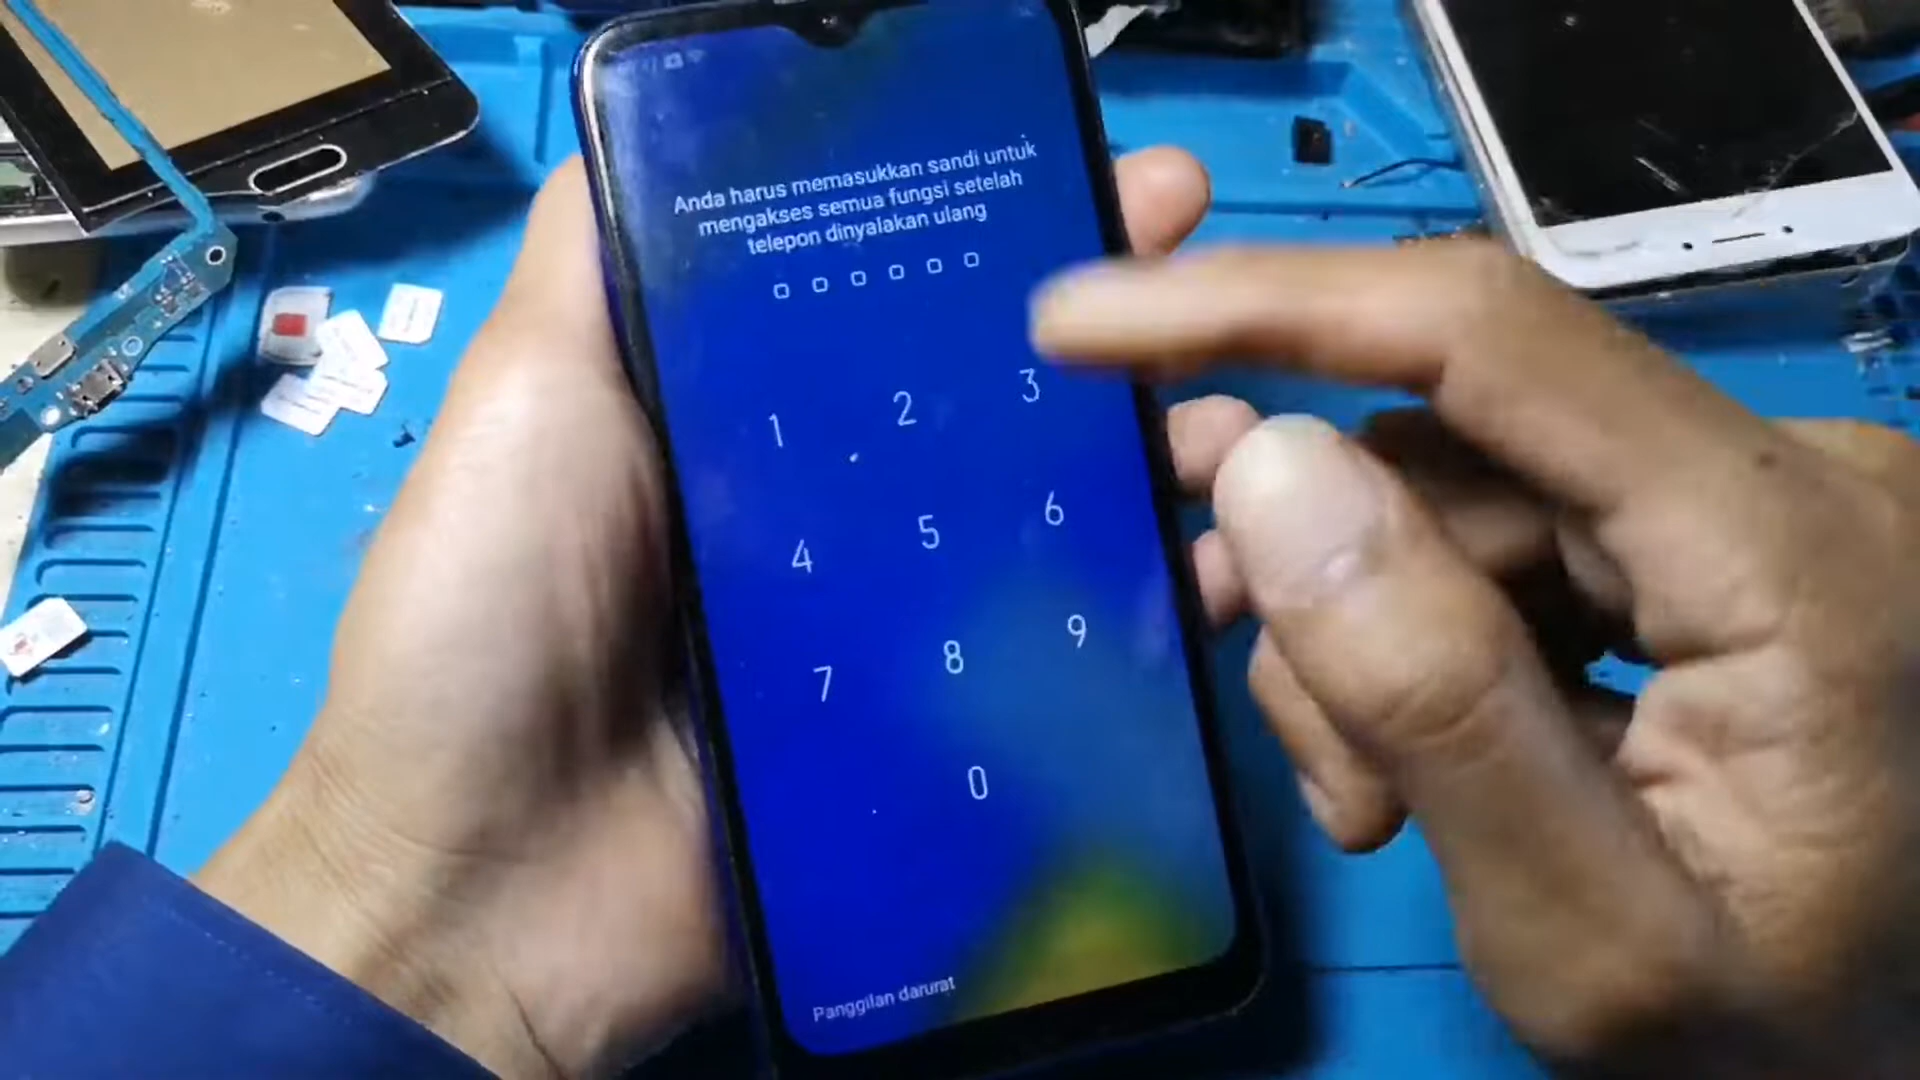 Anda harus memasukkan sandi untuk
mengakses semua fungsi setelah
telepon dinyalakan ulang
1 2 3
4 5 6
7 8 9
0
Panggilan darurat